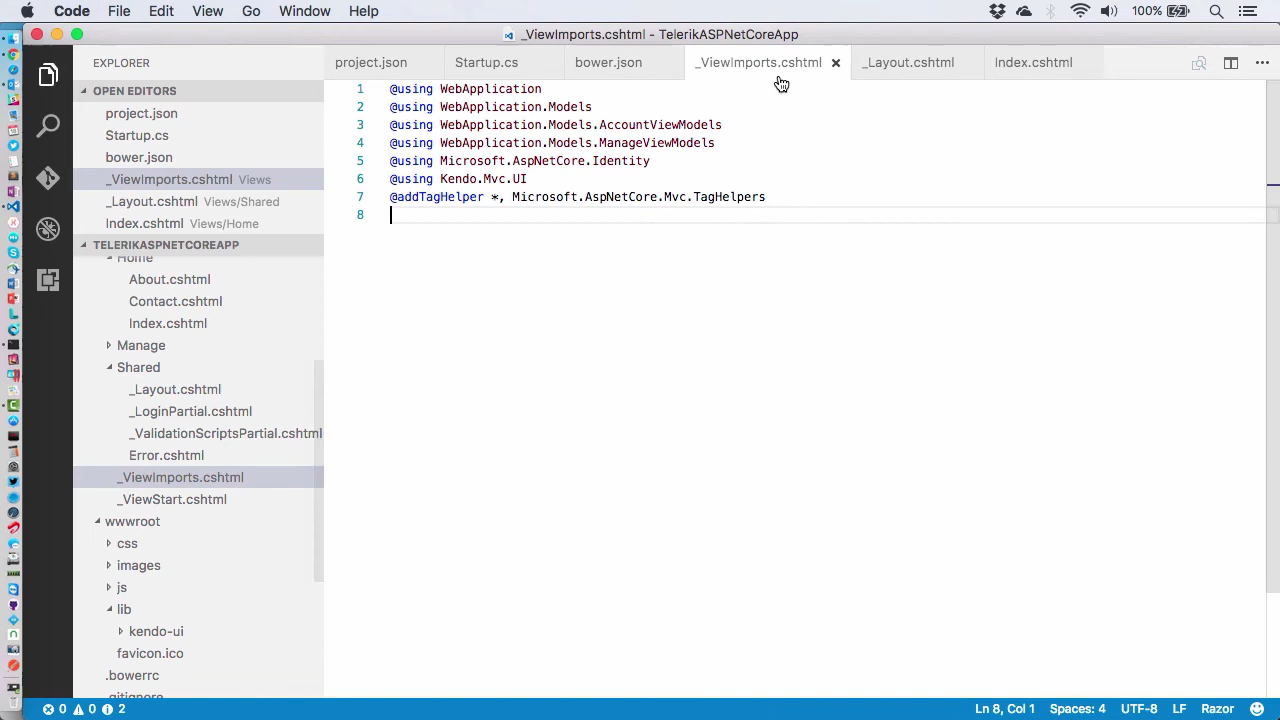 Code File Edit View Go Window Help 100%
_ViewImports.cshtml - TelerikASPNetCoreApp
EXPLORER
OPEN EDITORS
project.json
Startup.cs
bower.json
_ViewImports.cshtml Views
_Layout.cshtml Views/Shared
Index.cshtml Views/Home
TELERIKASPNETCOREAPP
Home
About.cshtml
Contact.cshtml
Index.cshtml
Manage
Shared
_Layout.cshtml
_LoginPartial.cshtml
_ValidationScriptsPartial.cshtml
Error.cshtml
_ViewImports.cshtml
_ViewStart.cshtml
wwwroot
css
images
js
lib
kendo-ui
favicon.ico
.bowerrc
.gitignore
project.json Startup.cs bower.json _ViewImports.cshtml _Layout.cshtml Index.cshtml
1 @using WebApplication
2 @using WebApplication.Models
3 @using WebApplication.Models.AccountViewModels
4 @using WebApplication.Models.ManageViewModels
5 @using Microsoft.AspNetCore.Identity
6 @using Kendo.Mvc.UI
7 @addTagHelper *, Microsoft.AspNetCore.Mvc.TagHelpers
8
0 0 2 Ln 8, Col 1 Spaces: 4 UTF-8 LF Razor